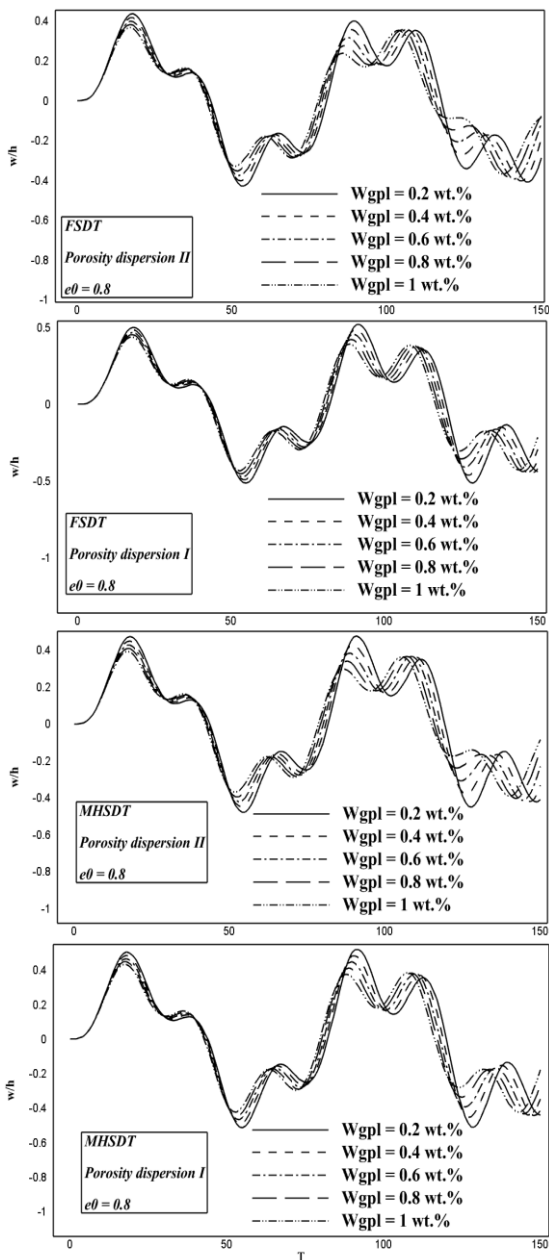 0.4
0.2
0
-0.2
-0.4
-0.6
-0.8
-1
w/h
FSDT
Porosity dispersion II
e0 = 0.8
Wgpl = 0.2 wt.%
Wgpl = 0.4 wt.%
Wgpl = 0.6 wt.%
Wgpl = 0.8 wt.%
Wgpl = 1 wt.%
0 50 100 150
0.5
0
-0.5
-1
w/h
FSDT
Porosity dispersion I
e0 = 0.8
Wgpl = 0.2 wt.%
Wgpl = 0.4 wt.%
Wgpl = 0.6 wt.%
Wgpl = 0.8 wt.%
Wgpl = 1 wt.%
0 50 100 150
0.4
0.2
0
-0.2
-0.4
-0.6
-0.8
-1
w/h
MHSDT
Porosity dispersion II
e0 = 0.8
Wgpl = 0.2 wt.%
Wgpl = 0.4 wt.%
Wgpl = 0.6 wt.%
Wgpl = 0.8 wt.%
Wgpl = 1 wt.%
0 50 100 150
0.4
0.2
0
-0.2
-0.4
-0.6
-0.8
-1
w/h
MHSDT
Porosity dispersion I
e0 = 0.8
Wgpl = 0.2 wt.%
Wgpl = 0.4 wt.%
Wgpl = 0.6 wt.%
Wgpl = 0.8 wt.%
Wgpl = 1 wt.%
0 50 100 150
T